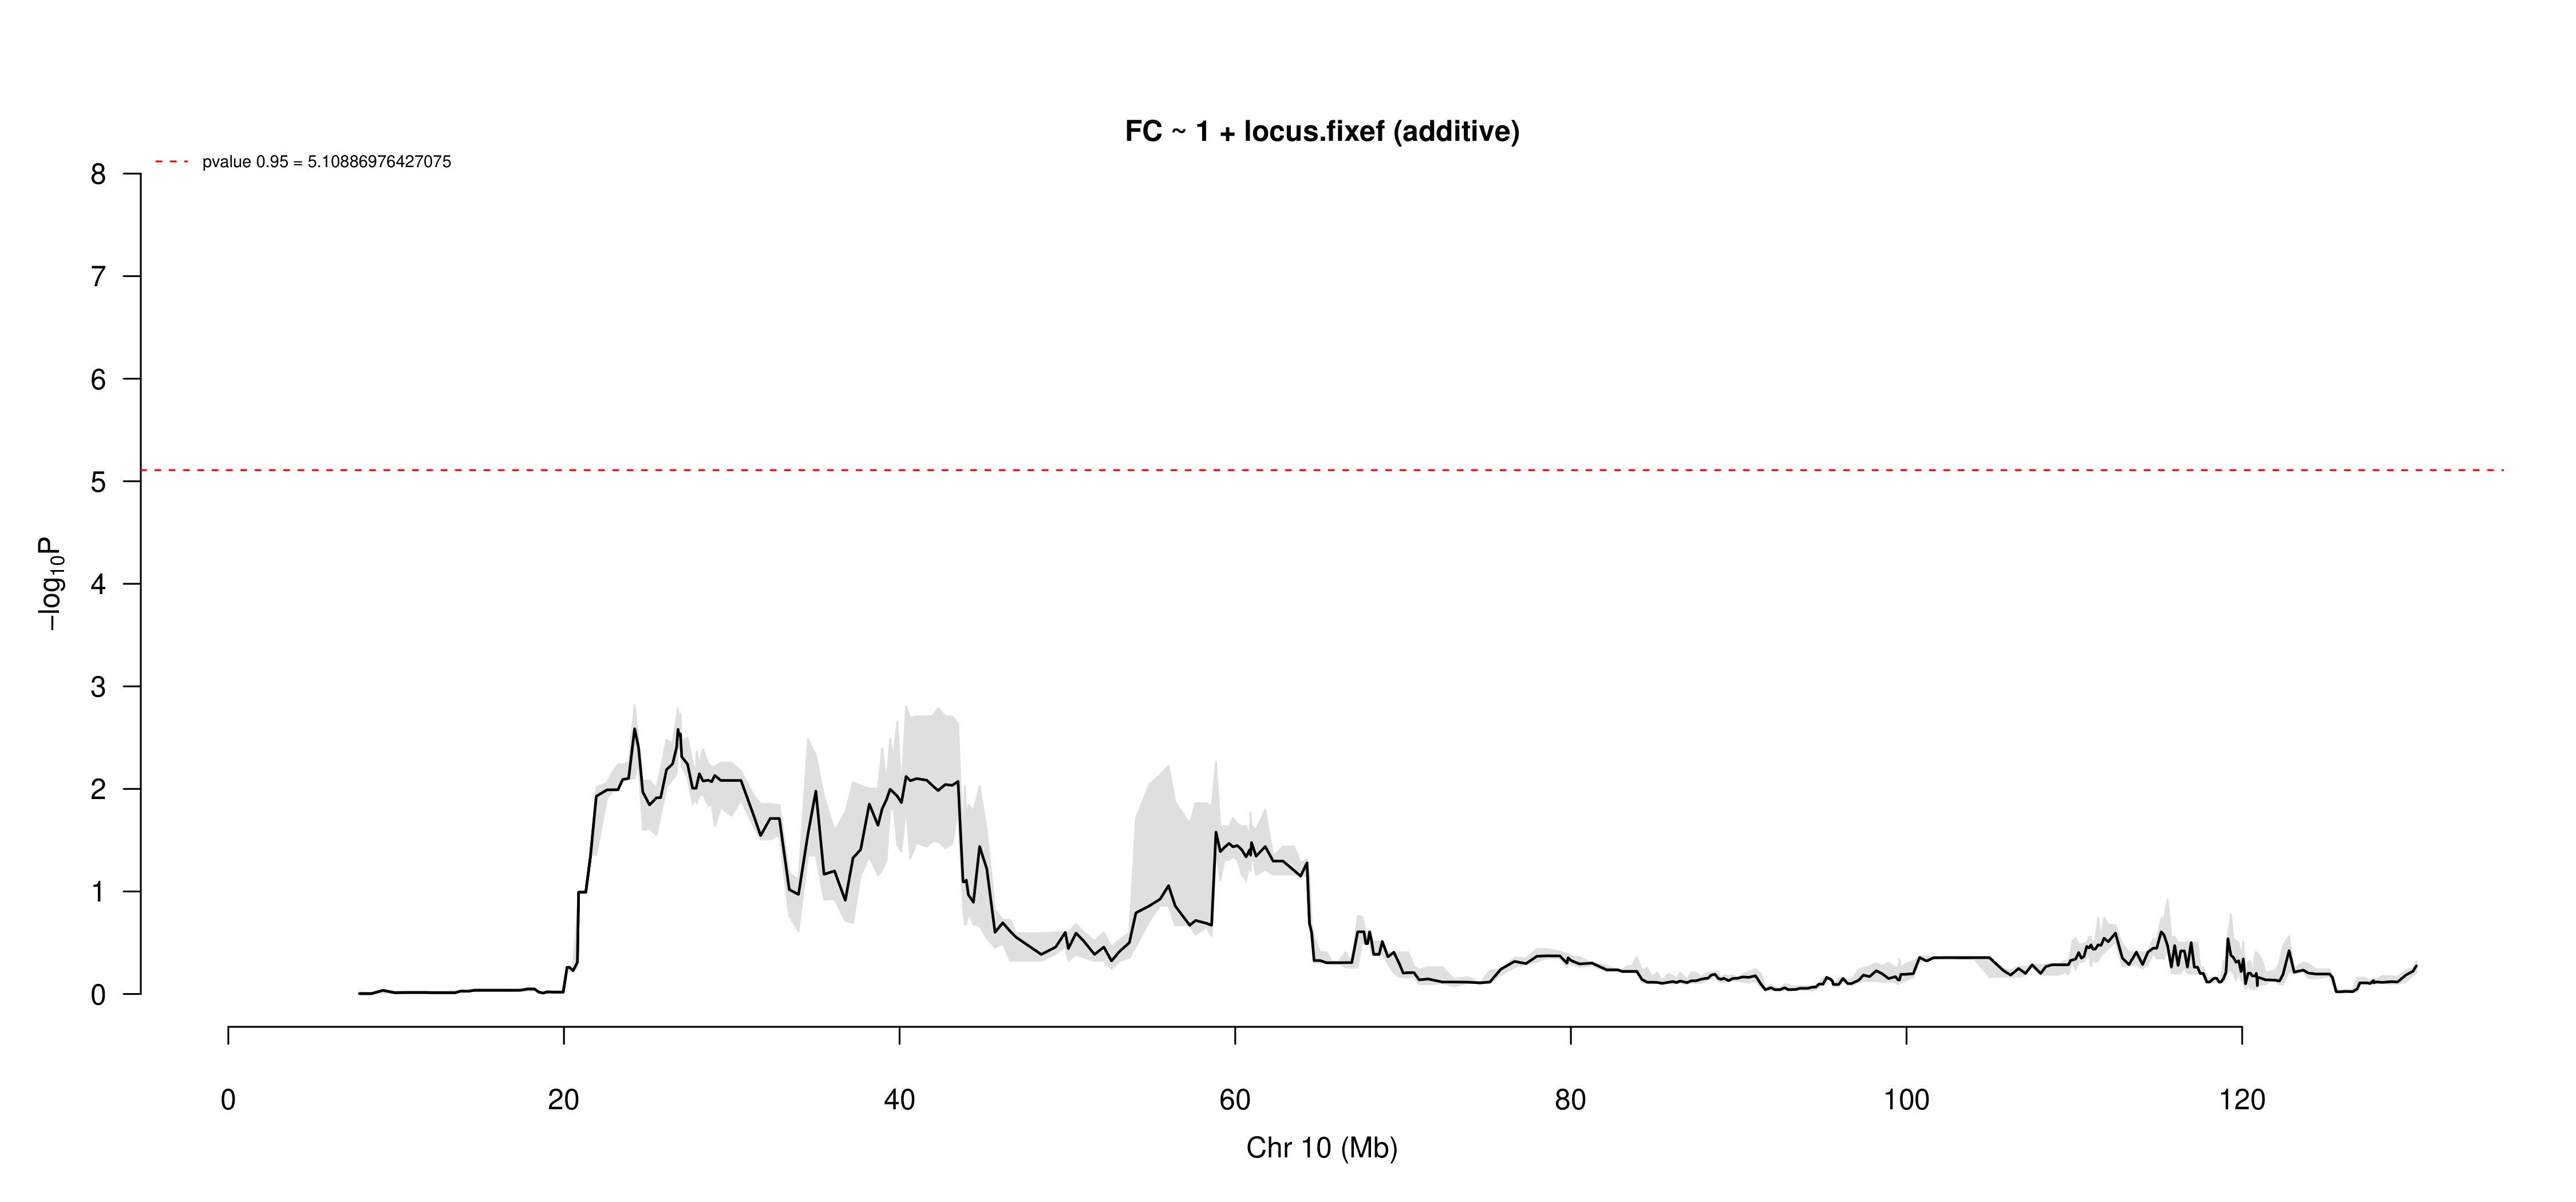 FC ~ 1 + locus.fixef (additive)
pvalue 0.95 = 5.10886976427075
8
7
6
5
4
3
2
1
0
−log10P
0 20 40 60 80 100 120
Chr 10 (Mb)